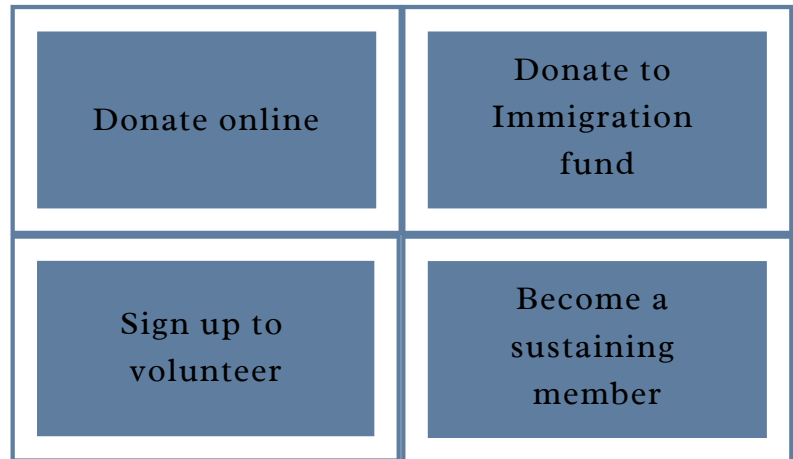 Donate online
Donate to
Immigration
fund
Sign up to
volunteer
Become a
sustaining
member